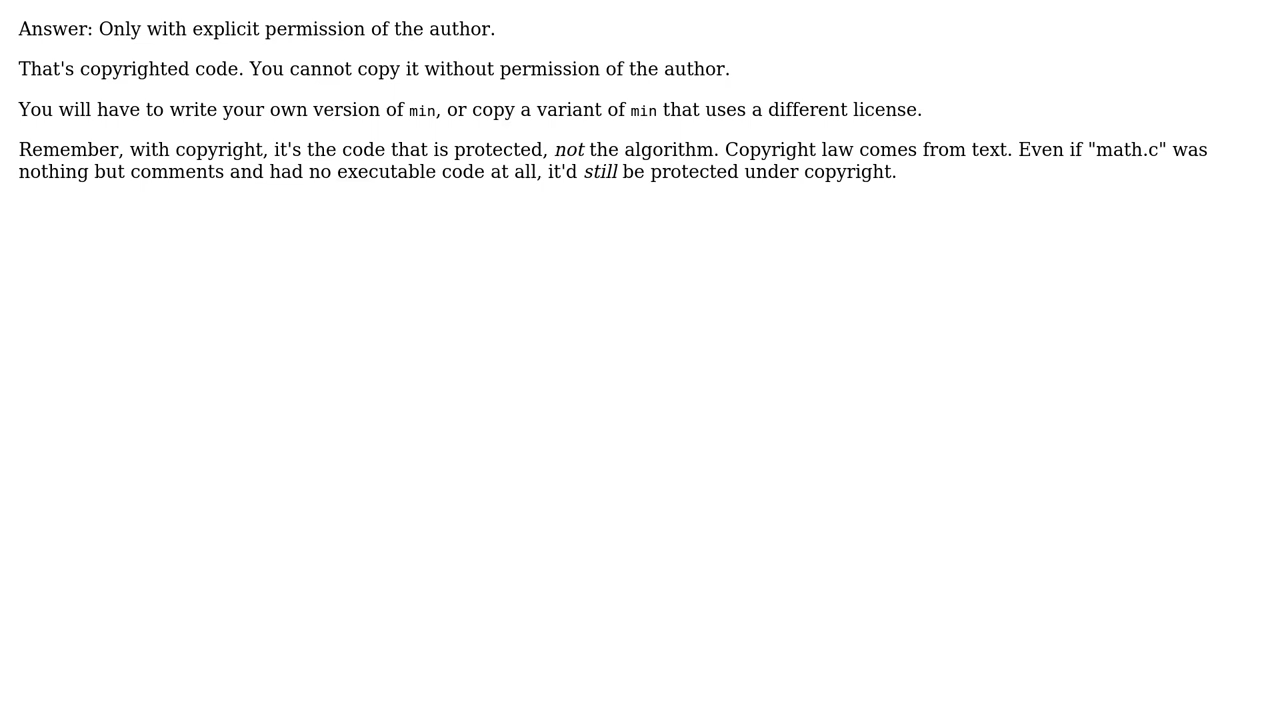 Answer: Only with explicit permission of the author.
That's copyrighted code. You cannot copy it without permission of the author.
You will have to write your own version of min, or copy a variant of min that uses a different license.
Remember, with copyright, it's the code that is protected, not the algorithm. Copyright law comes from text. Even if "math.c" was
nothing but comments and had no executable code at all, it'd still be protected under copyright.